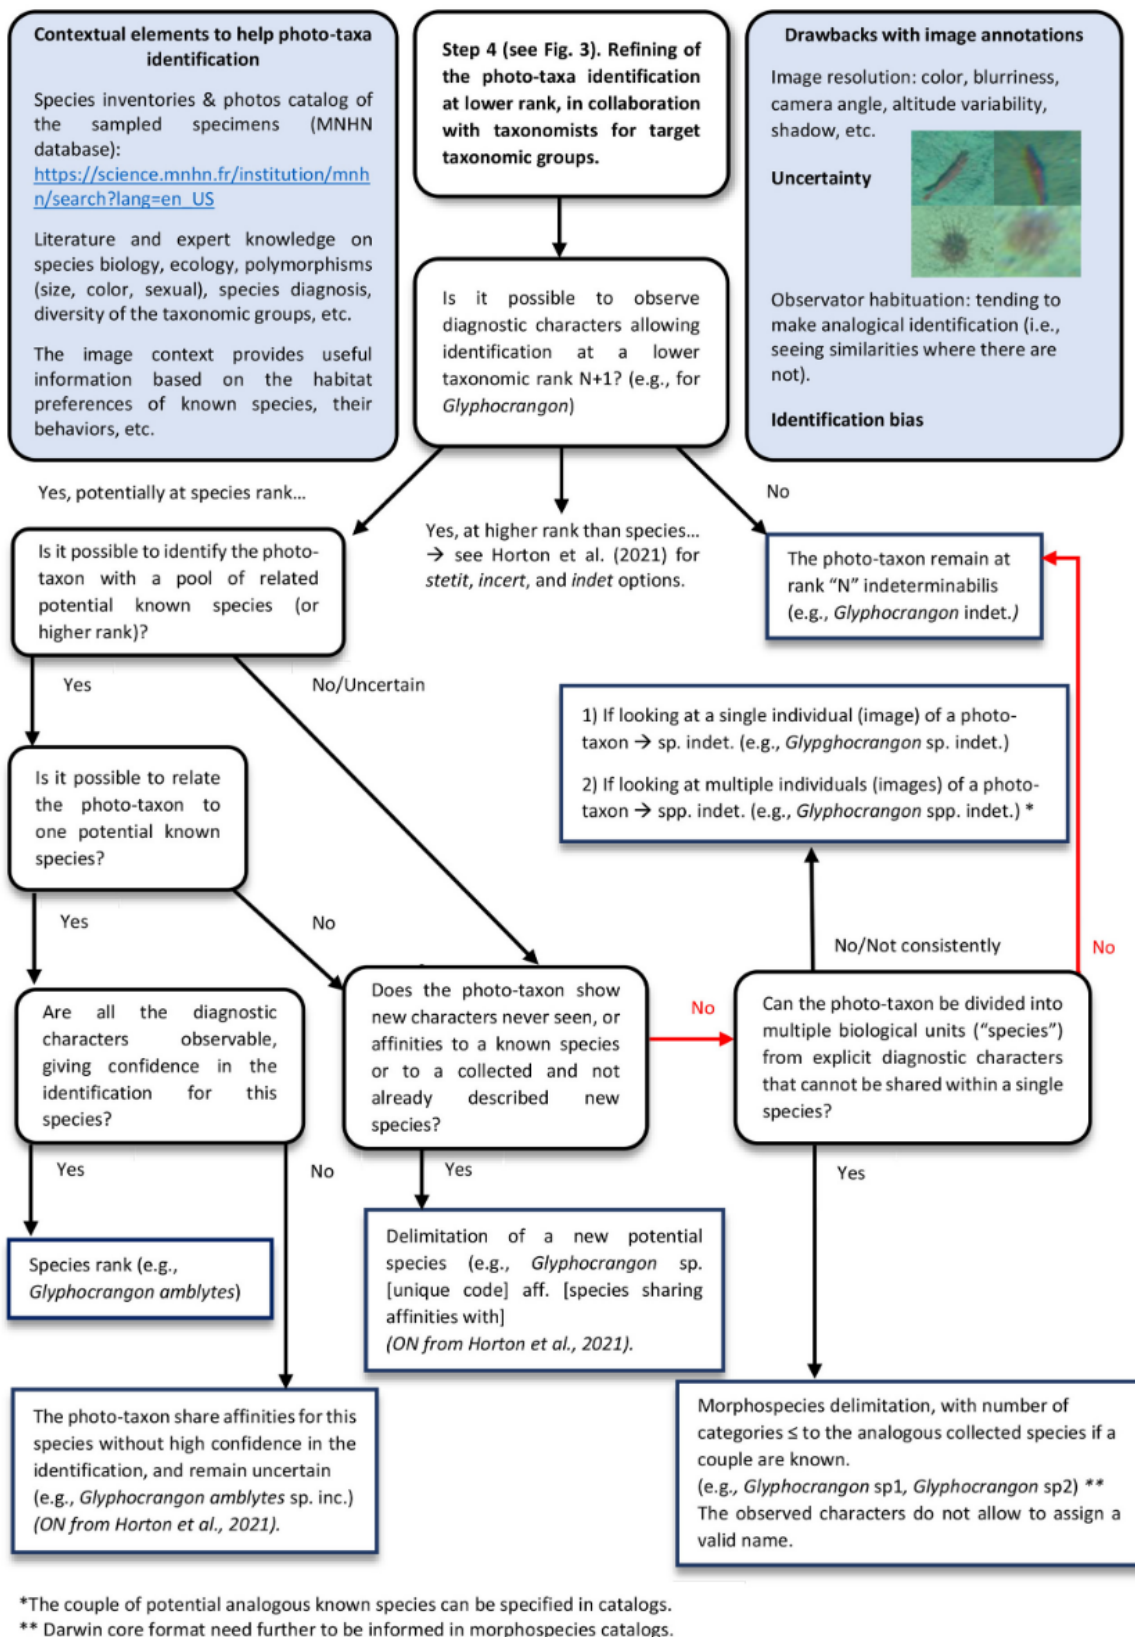 Contextual elements to help photo-taxa
identification
Species inventories & photos catalog of
the sampled specimens (MNHN
database):
https://science.mnhn.fr/institution/mnh
n/search?lang=en_US
Literature and expert knowledge on
species biology, ecology, polymorphisms
(size, color, sexual), species diagnosis,
diversity of the taxonomic groups, etc.
The image context provides useful
information based on the habitat
preferences of known species, their
behaviors, etc.
Step 4 (see Fig. 3). Refining of
the photo-taxa identification
at lower rank, in collaboration
with taxonomists for target
taxonomic groups.
Drawbacks with image annotations
Image resolution: color, blurriness,
camera angle, altitude variability,
shadow, etc.
Uncertainty
Observator habituation: tending to
make analogical identification (i.e.,
seeing similarities where there are
not).
Identification bias
Is it possible to observe
diagnostic characters allowing
identification at a lower
taxonomic rank N+1? (e.g., for
Glyphocrangon)
Yes, potentially at species rank...
Yes, at higher rank than species...
→ see Horton et al. (2021) for
stetit, incert, and indet options.
No
The photo-taxon remain at
rank “N” indeterminabilis
(e.g., Glyphocrangon indet.)
Is it possible to identify the photo-
taxon with a pool of related
potential known species (or
higher rank)?
Yes
No/Uncertain
1) If looking at a single individual (image) of a photo-
taxon → sp. indet. (e.g., Glypghocrangon sp. indet.)
2) If looking at multiple individuals (images) of a photo-
taxon → spp. indet. (e.g., Glyphocrangon spp. indet.) *
Is it possible to relate
the photo-taxon to
one potential known
species?
Yes
No
No/Not consistently
No
Are all the diagnostic
characters observable,
giving confidence in the
identification for this
species?
Does the photo-taxon show
new characters never seen, or
affinities to a known species
or to a collected and not
already described new
species?
No
Can the photo-taxon be divided into
multiple biological units (“species”)
from explicit diagnostic characters
that cannot be shared within a single
species?
Yes
No
Yes
Yes
Species rank (e.g.,
Glyphocrangon amblytes)
Delimitation of a new potential
species (e.g., Glyphocrangon sp.
[unique code] aff. [species sharing
affinities with]
(ON from Horton et al., 2021).
The photo-taxon share affinities for this
species without high confidence in the
identification, and remain uncertain
(e.g., Glyphocrangon amblytes sp. inc.)
(ON from Horton et al., 2021).
Morphospecies delimitation, with number of
categories ≤ to the analogous collected species if a
couple are known.
(e.g., Glyphocrangon sp1, Glyphocrangon sp2) **
The observed characters do not allow to assign a
valid name.
*The couple of potential analogous known species can be specified in catalogs.
** Darwin core format need further to be informed in morphospecies catalogs.